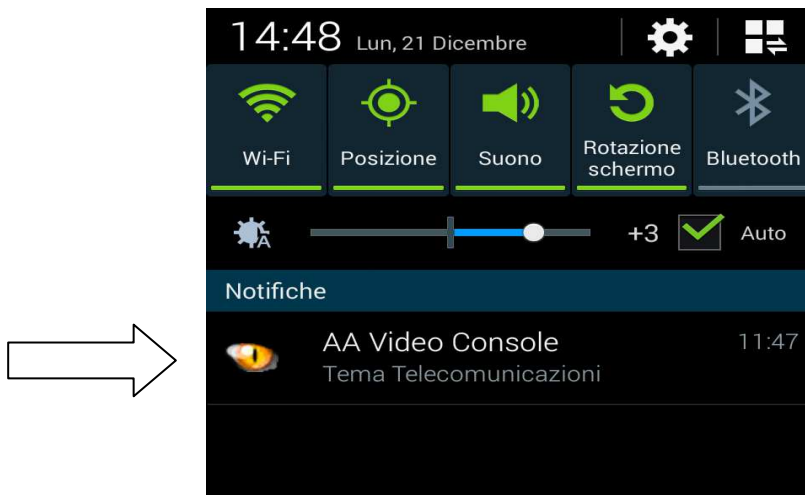 14:48 Lun, 21 Dicembre
Wi-Fi Posizione Suono Rotazione schermo Bluetooth
A +3 Auto
Notifiche
AA Video Console 11:47
Tema Telecomunicazioni